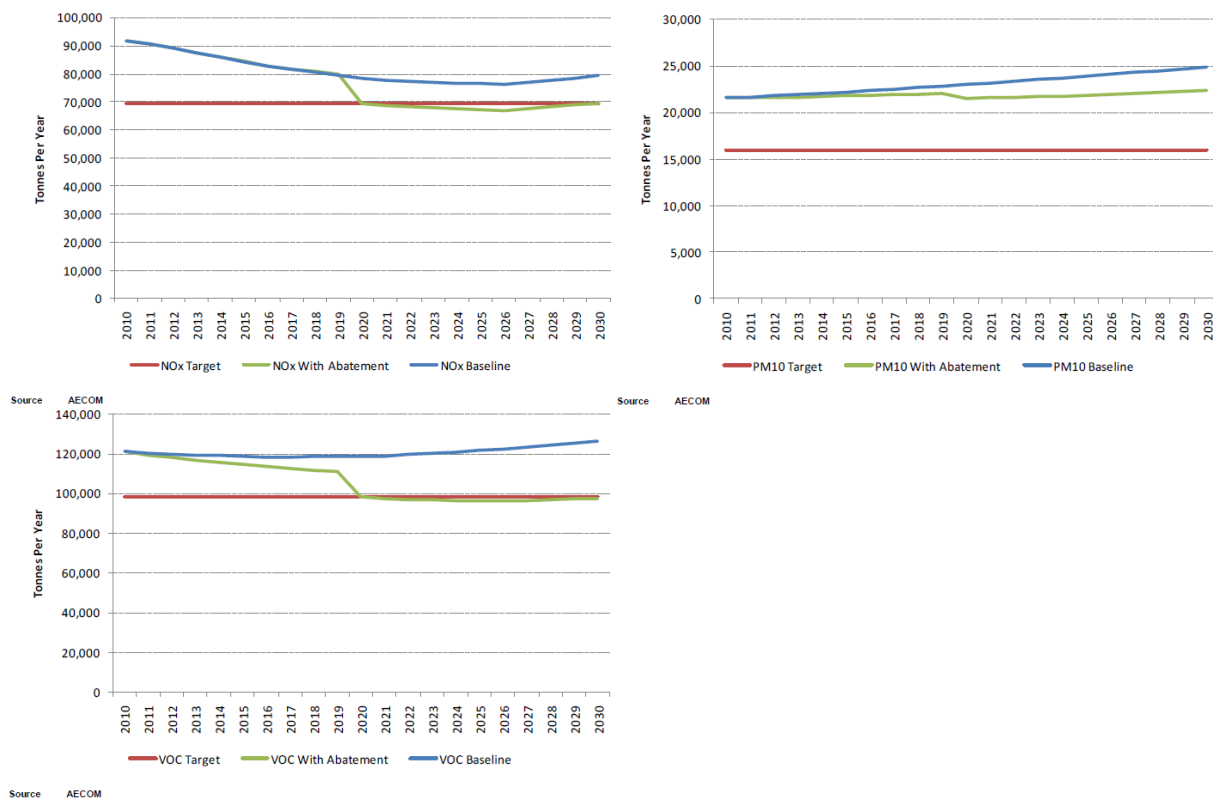 100,000
90,000
80,000
70,000
60,000
50,000
40,000
30,000
20,000
10,000
0
Tonnes Per Year
2010 2011 2012 2013 2014 2015 2016 2017 2018 2019 2020 2021 2022 2023 2024 2025 2026 2027 2028 2029 2030
NOx Target NOx With Abatement NOx Baseline
Source AECOM
30,000
25,000
20,000
15,000
10,000
5,000
0
Tonnes Per Year
2010 2011 2012 2013 2014 2015 2016 2017 2018 2019 2020 2021 2022 2023 2024 2025 2026 2027 2028 2029 2030
PM10 Target PM10 With Abatement PM10 Baseline
Source AECOM
140,000
120,000
100,000
80,000
60,000
40,000
20,000
0
Tonnes Per Year
2010 2011 2012 2013 2014 2015 2016 2017 2018 2019 2020 2021 2022 2023 2024 2025 2026 2027 2028 2029 2030
VOC Target VOC With Abatement VOC Baseline
Source AECOM